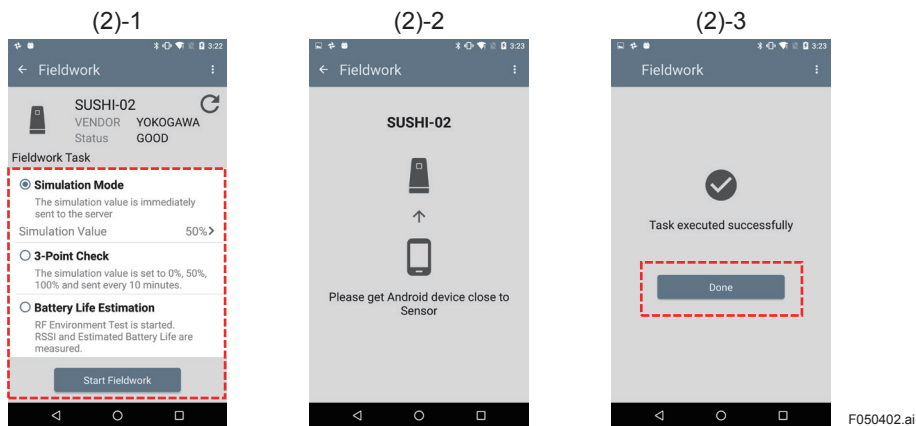 (2)-1
3:22
Fieldwork
SUSHI-02
VENDOR YOKOGAWA
Status GOOD
Fieldwork Task
Simulation Mode
The simulation value is immediately
sent to the server
Simulation Value 50%>
3-Point Check
The simulation value is set to 0%, 50%,
100% and sent every 10 minutes.
Battery Life Estimation
RF Environment Test is started.
RSSI and Estimated Battery Life are
measured.
Start Fieldwork
(2)-2
3:23
Fieldwork
SUSHI-02
Please get Android device close to
Sensor
(2)-3
3:23
Fieldwork
Task executed successfully
Done
F050402.ai